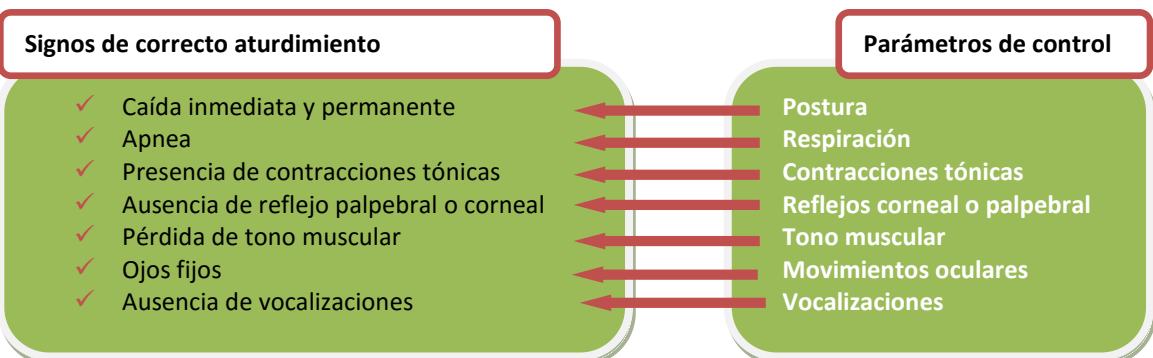 Signos de correcto aturdimiento
Parámetros de control
✓ Caída inmediata y permanente
✓ Apnea
✓ Presencia de contracciones tónicas
✓ Ausencia de reflejo palpebral o corneal
✓ Pérdida de tono muscular
✓ Ojos fijos
✓ Ausencia de vocalizaciones
Postura
Respiración
Contracciones tónicas
Reflejos corneal o palpebral
Tono muscular
Movimientos oculares
Vocalizaciones